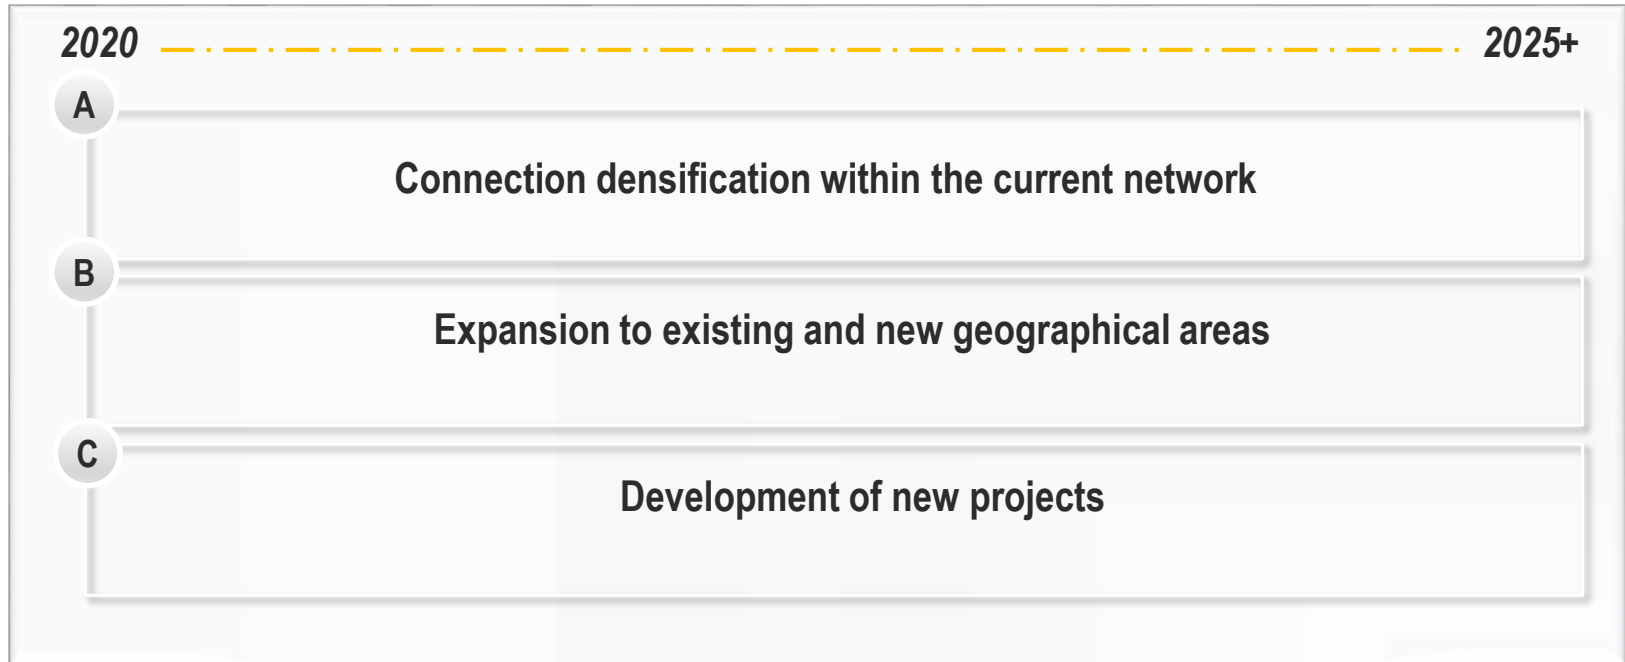 2020 2025+
A
Connection densification within the current network
B
Expansion to existing and new geographical areas
C
Development of new projects